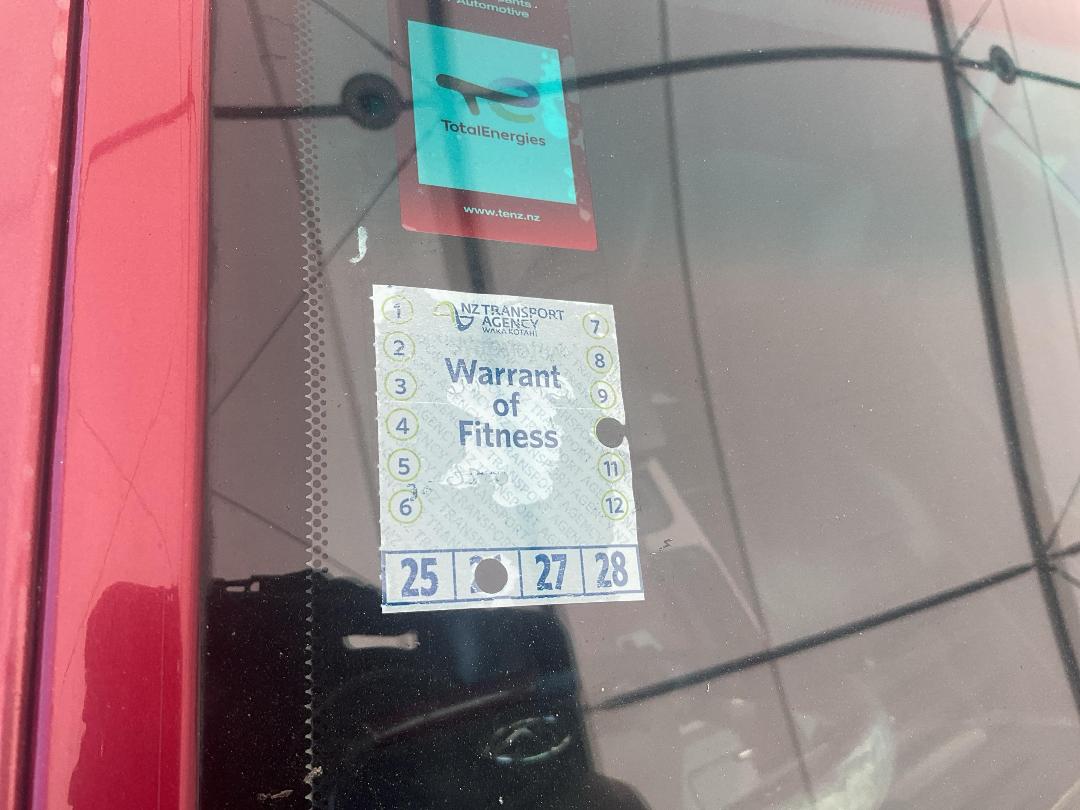 Automotive
TotalEnergies
www.tenz.nz
NZ TRANSPORT
AGENCY
WAKA KOTAHI
Warrant
of
Fitness
1
2
3
4
5
6
7
8
9
11
12
25
27
28